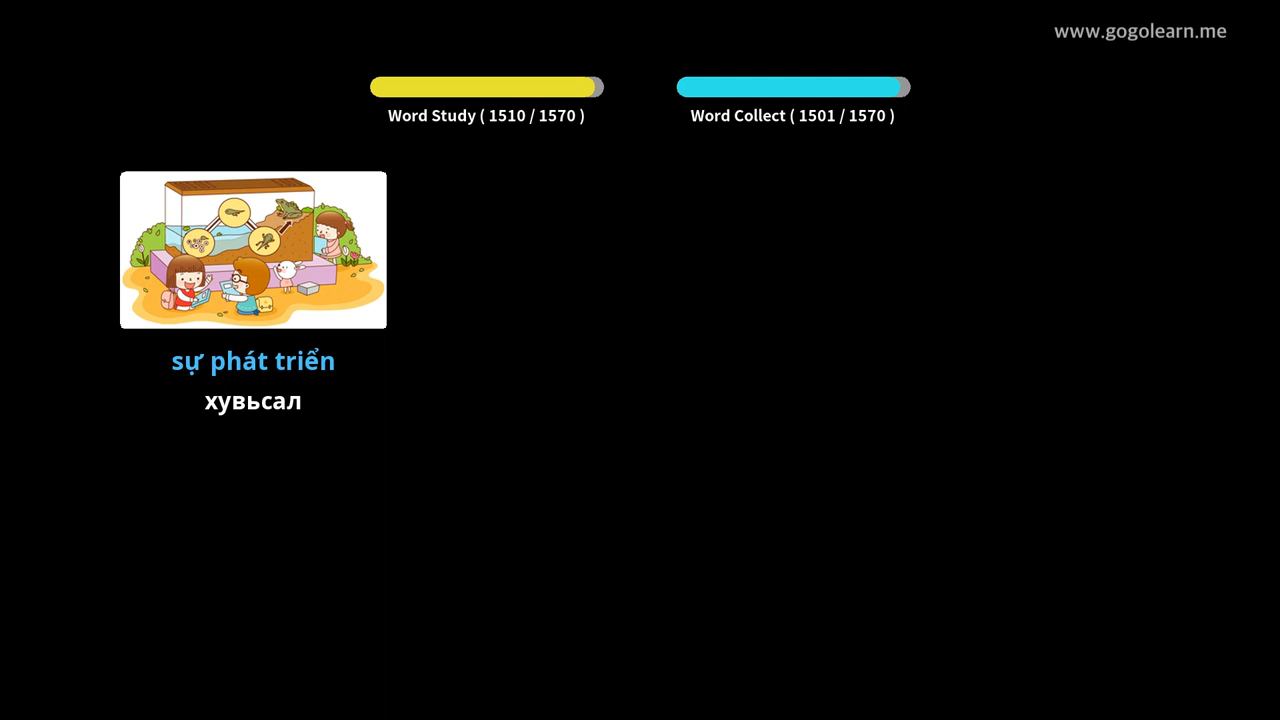 www.gogolearn.me
Word Study ( 1510 / 1570 )
Word Collect ( 1501 / 1570 )
sự phát triển
хувьсал